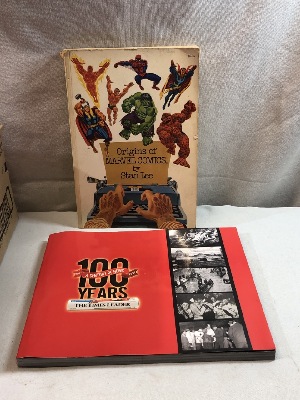 Origins of
MARVEL COMICS
by
Stan Lee
100
YEARS
THE TIMES LEADER